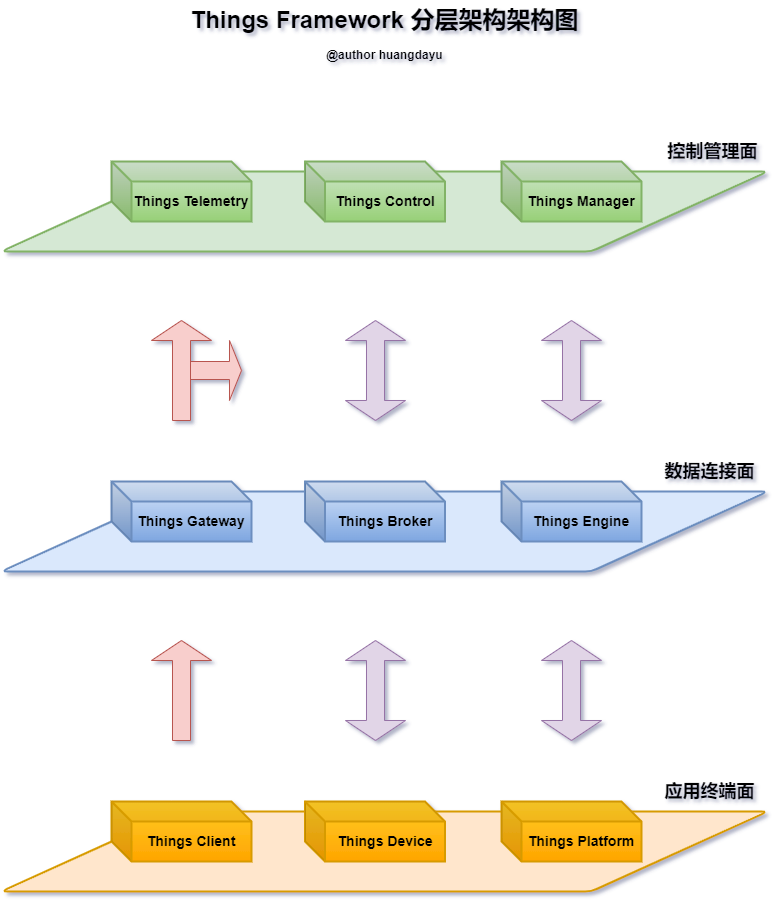 Things Framework 分层架构架构图
@author huangdayu
控制管理面
Things Telemetry
Things Control
Things Manager
数据连接面
Things Gateway
Things Broker
Things Engine
应用终端面
Things Client
Things Device
Things Platform